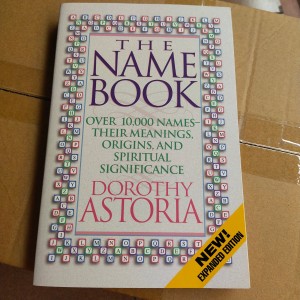 THE
NAME
BOOK
OVER 10,000 NAMES–
THEIR MEANINGS,
ORIGINS, AND
SPIRITUAL
SIGNIFICANCE
DOROTHY
ASTORIA
NEW!
EXPANDED EDITION